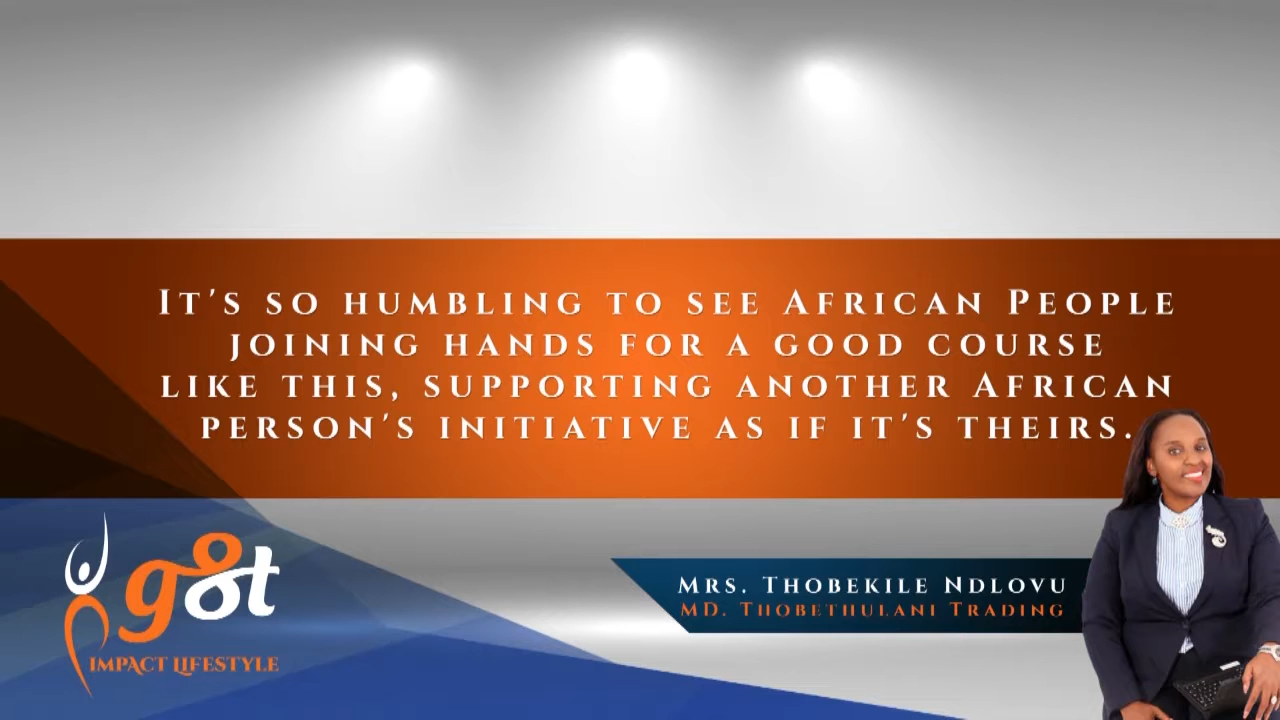 It's so humbling to see African People
joining hands for a good course
like this, supporting another African
person's initiative as if it's theirs.
Mrs. Thobekile Ndlovu
MD. Thobethulani Trading
g8t
Impact Lifestyle